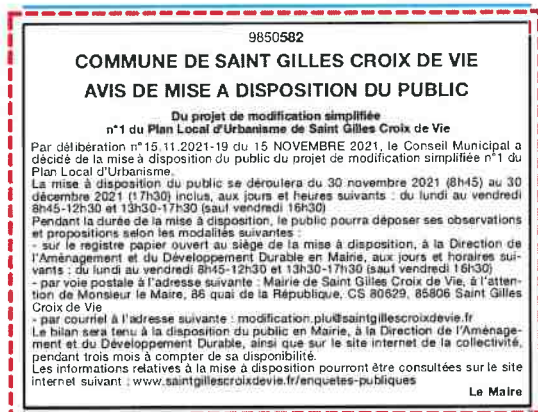 9850582
COMMUNE DE SAINT GILLES CROIX DE VIE
AVIS DE MISE A DISPOSITION DU PUBLIC
Du projet de modification simplifiée
n°1 du Plan Local d'Urbanisme de Saint Gilles Croix de Vie
Par délibération n°15.11.2021-19 du 15 NOVEMBRE 2021, le Conseil Municipal a
décidé de la mise à disposition du public du projet de modification simplifiée n°1 du
Plan Local d'Urbanisme.
La mise à disposition du public se déroulera du 30 novembre 2021 (8h45) au 30
décembre 2021 (17h30) inclus, aux jours et heures suivants : du lundi au vendredi
8h45-12h30 et 13h30-17h30 (sauf vendredi 16h30)
Pendant la durée de la mise à disposition, le public pourra déposer ses observations
et propositions selon les modalités suivantes :
- sur le registre papier ouvert au siège de la mise à disposition, à la Direction de
l'Aménagement et du Développement Durable en Mairie, aux jours et horaires sui-
vants : du lundi au vendredi 8h45-12h30 et 13h30-17h30 (sauf vendredi 16h30)
- par voie postale à l'adresse suivante : Mairie de Saint Gilles Croix de Vie, à l'atten-
tion de Monsieur le Maire, 86 quai de la République, CS 80629, 85806 Saint Gilles
Croix de Vie
- par courriel à l'adresse suivante : modification.plu@saintgillescroixdevie.fr
Le bilan sera tenu à la disposition du public en Mairie, à la Direction de l'Aménage-
ment et du Développement Durable, ainsi que sur le site internet de la collectivité,
pendant trois mois à compter de sa disponibilité.
Les informations relatives à la mise à disposition pourront être consultées sur le site
internet suivant : www.saintgillescroixdevie.fr/enquetes-publiques
Le Maire